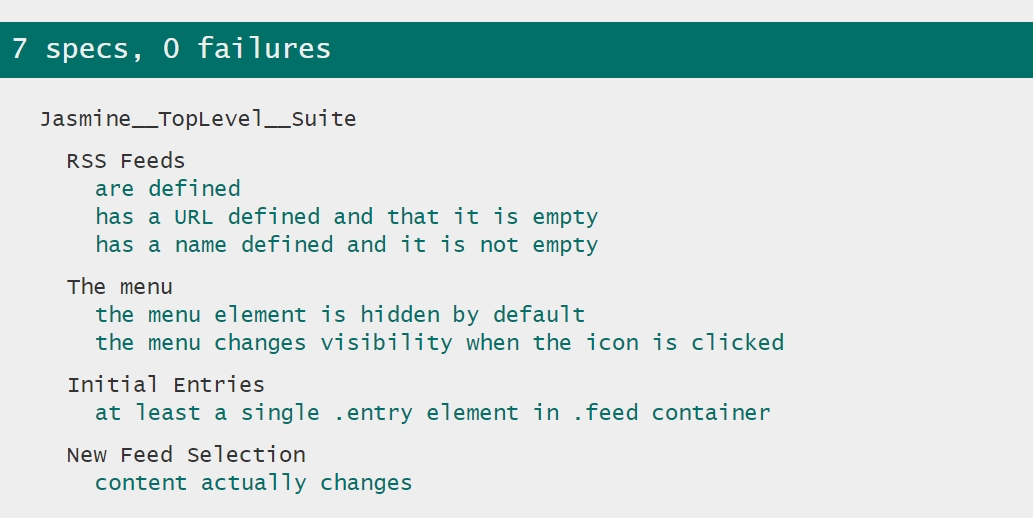 7 specs, 0 failures
Jasmine__TopLevel__Suite
RSS Feeds
are defined
has a URL defined and that it is empty
has a name defined and it is not empty
The menu
the menu element is hidden by default
the menu changes visibility when the icon is clicked
Initial Entries
at least a single .entry element in .feed container
New Feed Selection
content actually changes